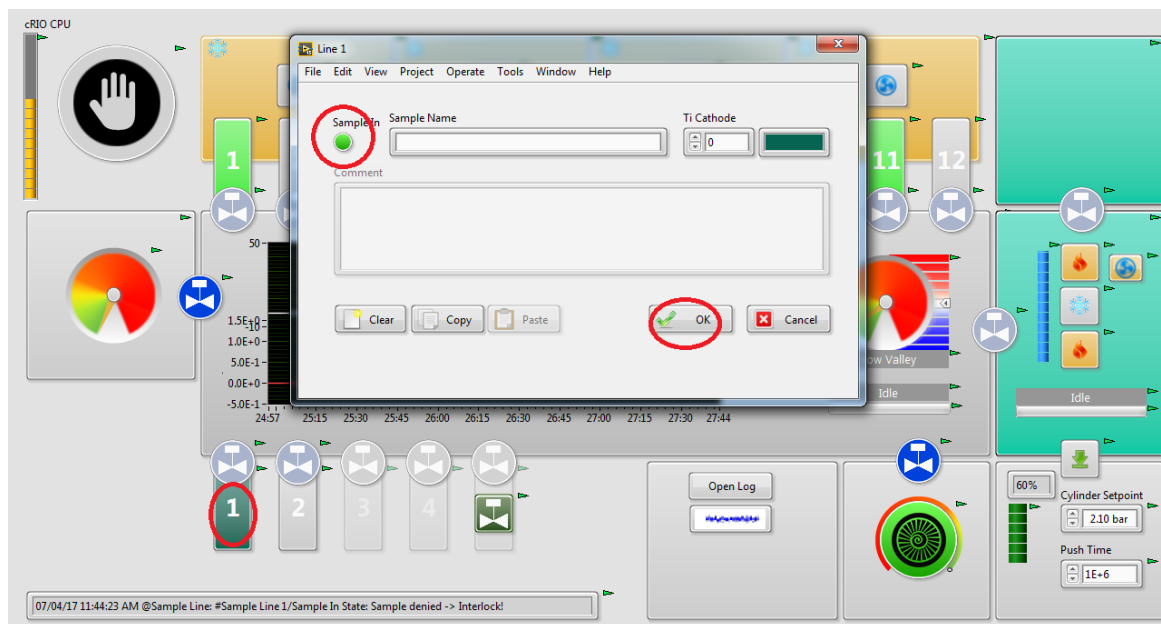 cRIO CPU
Line 1
File Edit View Project Operate Tools Window Help
Sample In
Sample Name
Ti Cathode
0
Comment
Clear
Copy
Paste
OK
Cancel
1
11
12
50
1.5E+0
-10
1.0E+0
5.0E-1
0.0E+0
-5.0E-1
24:57 25:15 25:30 25:45 26:00 26:15 26:30 26:45 27:00 27:15 27:30 27:44
Valley
Idle
Idle
1
2
3
4
Open Log
60%
Cylinder Setpoint
2.10 bar
Push Time
1E+6
07/04/17 11:44:23 AM @Sample Line: #Sample Line 1/Sample In State: Sample denied -> Interlock!